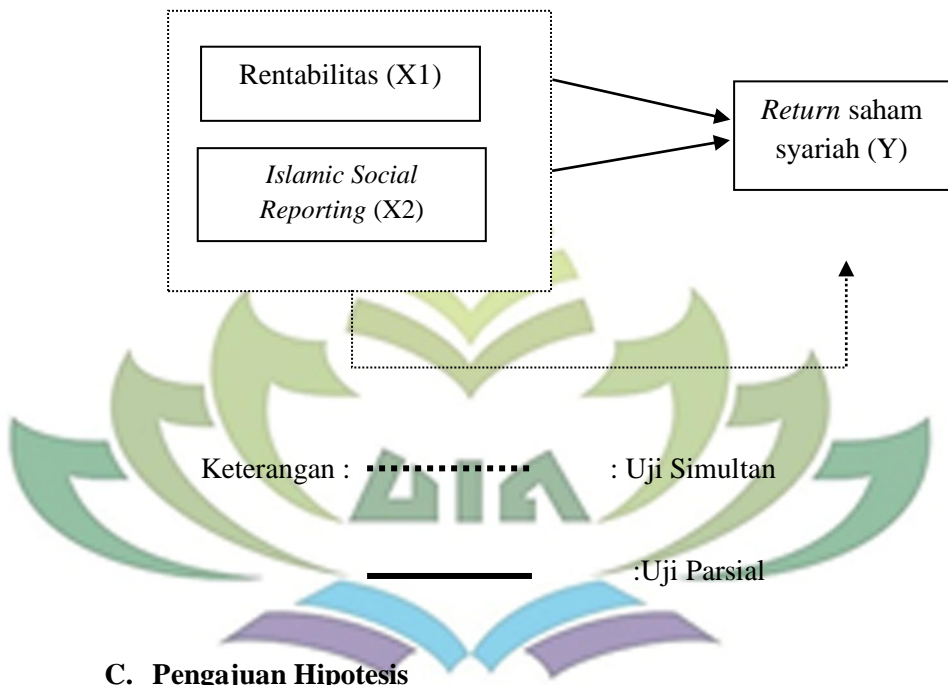 Rentabilitas (X1)
Return saham
syariah (Y)
Islamic Social
Reporting (X2)
Keterangan :
: Uji Simultan
:Uji Parsial
C. Pengajuan Hipotesis